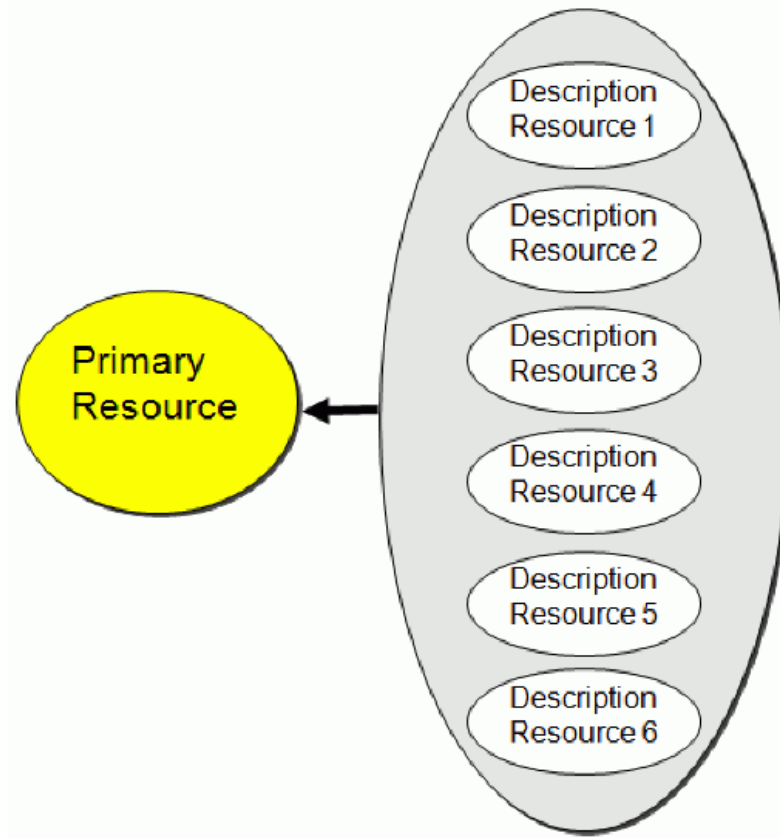 Description
Resource 1
Description
Resource 2
Description
Resource 3
Primary
Resource
Description
Resource 4
Description
Resource 5
Description
Resource 6